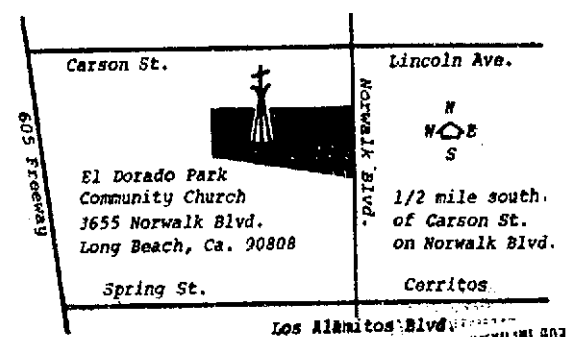 Carson St.
Lincoln Ave.
605 Freeway
Norwalk Blvd.
N
W E
S
El Dorado Park
Community Church
3655 Norwalk Blvd.
Long Beach, Ca. 90808
1/2 mile south
of Carson St.
on Norwalk Blvd.
Spring St.
Cerritos
Los Alamitos Blvd.